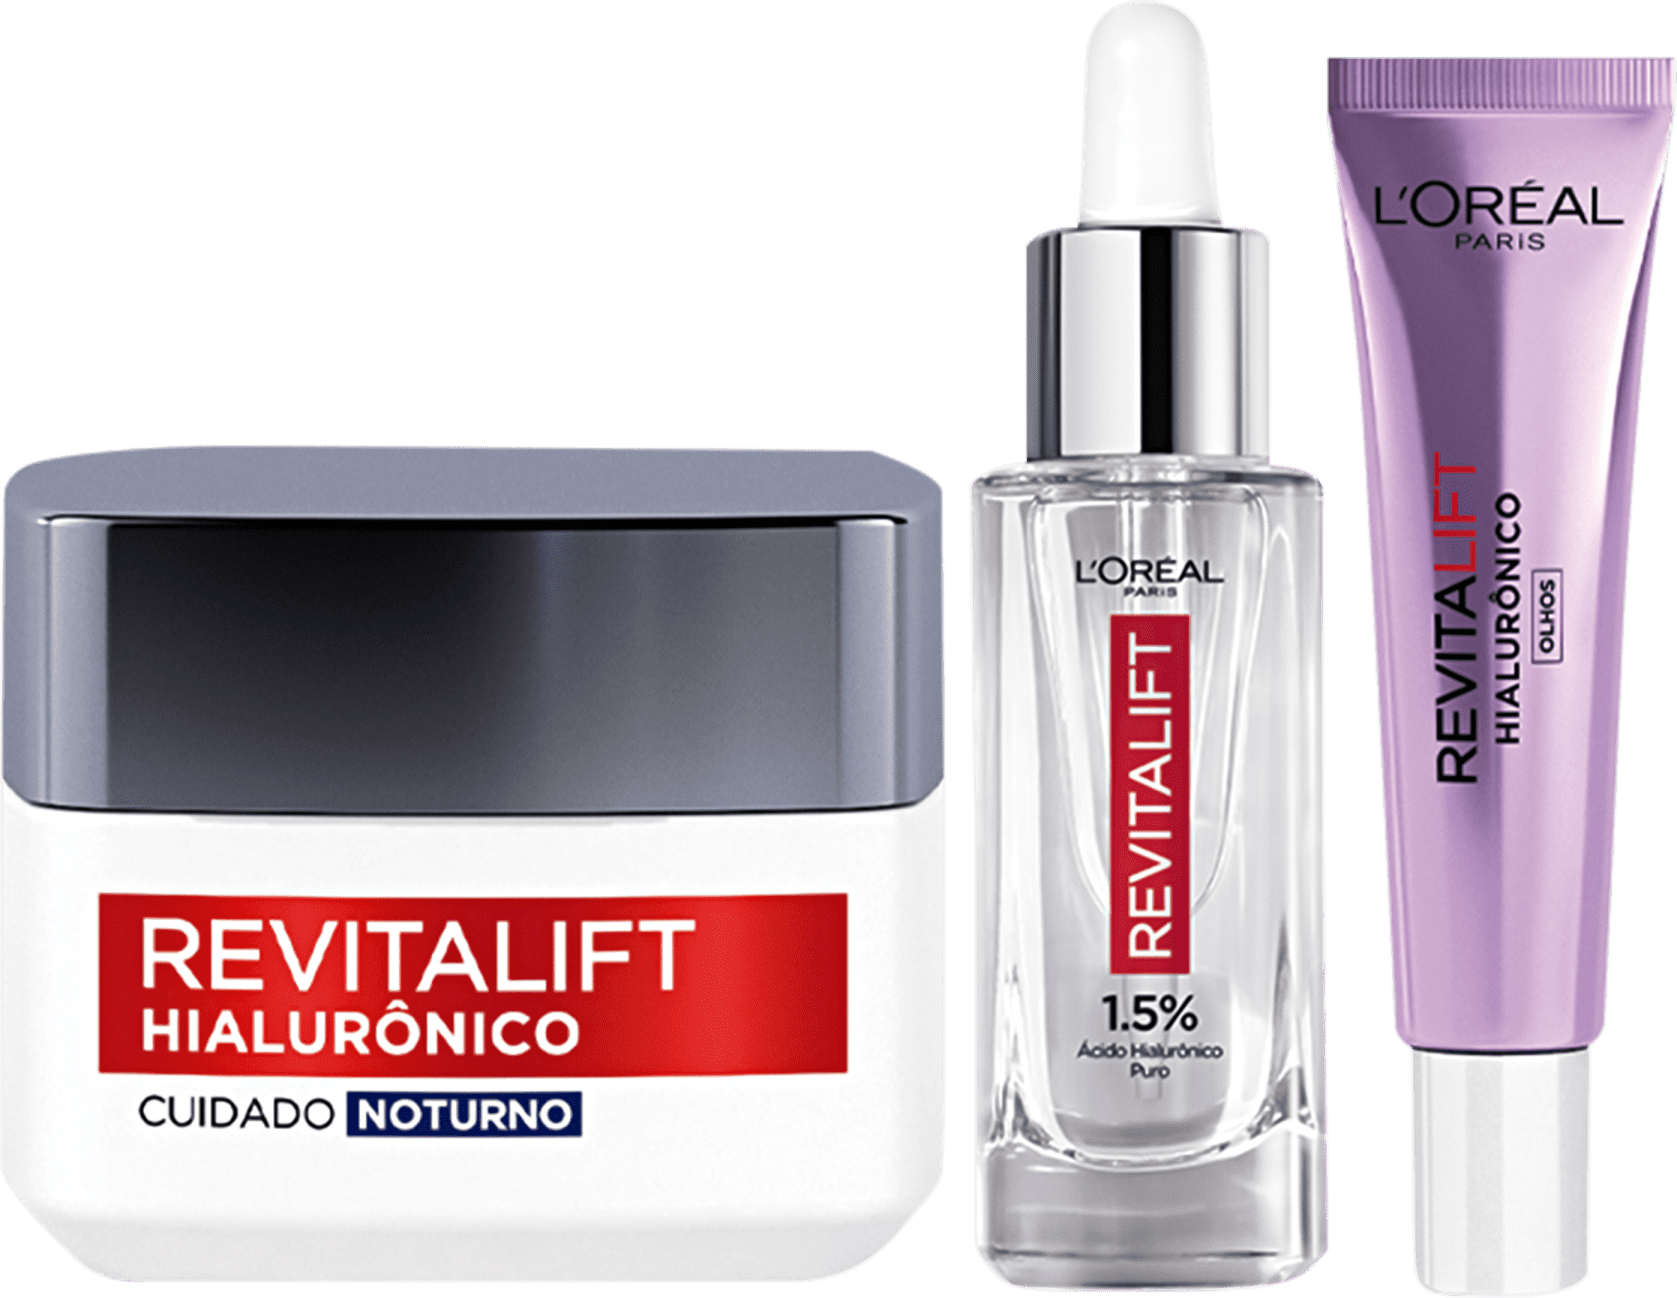 REVITALIFT
HIALURÔNICO
CUIDADO NOTURNO
L'ORÉAL
PARIS
REVITALIFT
1.5%
Ácido Hialurônico
Puro
L'ORÉAL
PARIS
REVITALIFT
HIALURÔNICO
OLHOS